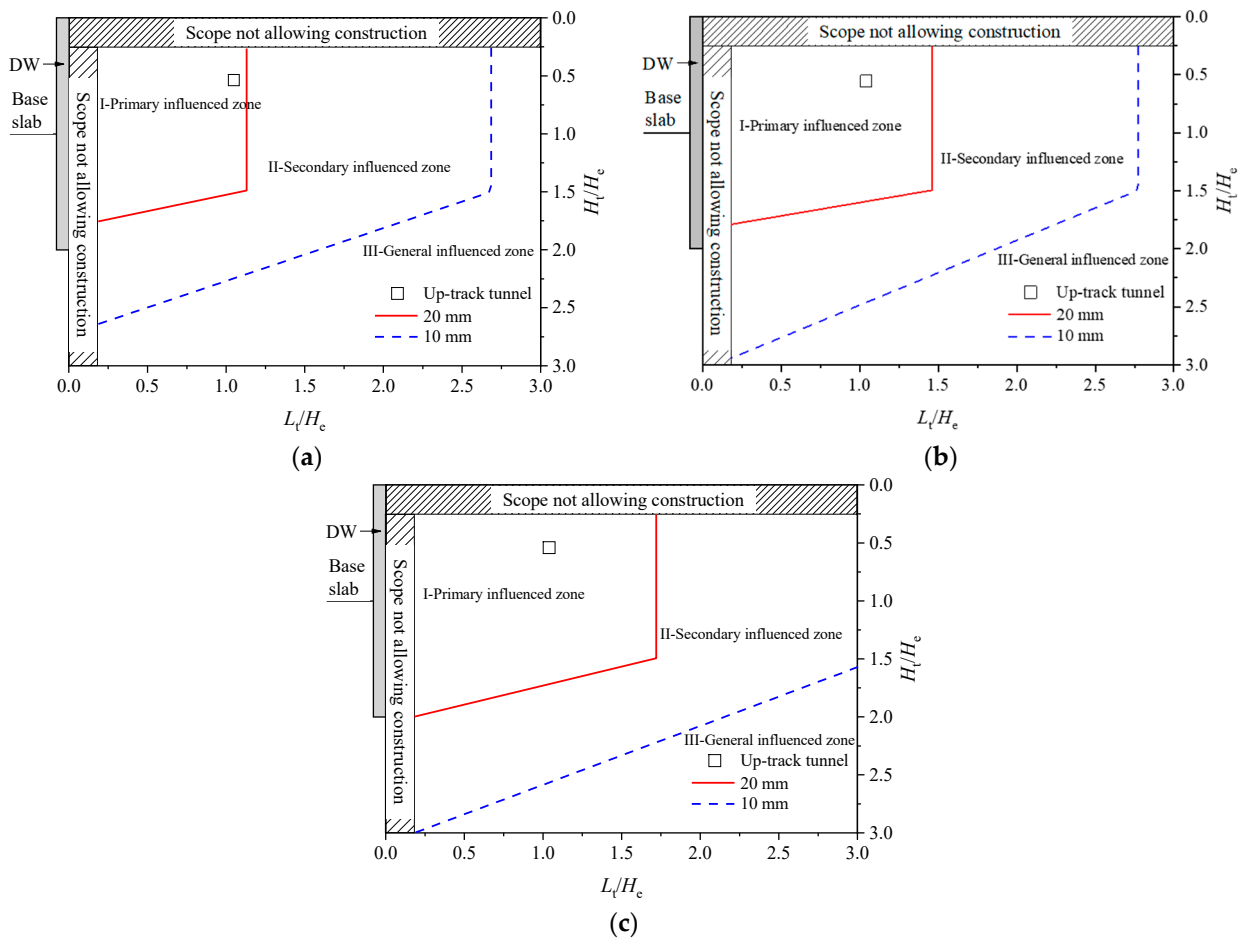 Scope not allowing construction
DW
Base
slab
Scope not allowing construction
I-Primary influenced zone
II-Secondary influenced zone
III-General influenced zone
Up-track tunnel
20 mm
10 mm
0.0
0.5
1.0
1.5
2.0
2.5
3.0
Ht/He
0.0 0.5 1.0 1.5 2.0 2.5 3.0
Lt/He
(a)
Scope not allowing construction
DW
Base
slab
Scope not allowing construction
I-Primary influenced zone
II-Secondary influenced zone
III-General influenced zone
Up-track tunnel
20 mm
10 mm
0.0
0.5
1.0
1.5
2.0
2.5
3.0
Ht/He
0.0 0.5 1.0 1.5 2.0 2.5 3.0
Lt/He
(b)
Scope not allowing construction
DW
Base
slab
Scope not allowing construction
I-Primary influenced zone
II-Secondary influenced zone
III-General influenced zone
Up-track tunnel
20 mm
10 mm
0.0
0.5
1.0
1.5
2.0
2.5
3.0
Ht/He
0.0 0.5 1.0 1.5 2.0 2.5 3.0
Lt/He
(c)